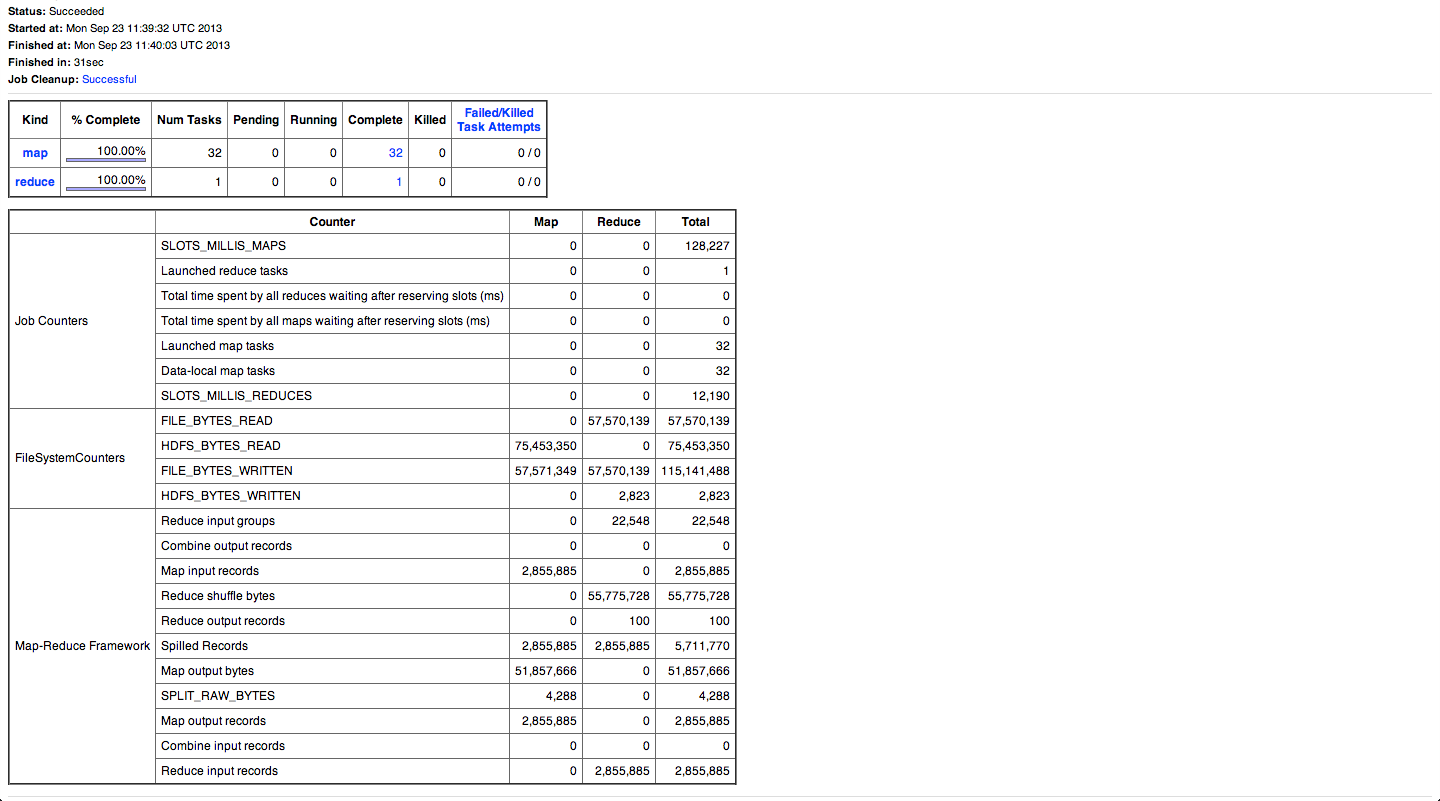 Status: Succeeded
Started at: Mon Sep 23 11:39:32 UTC 2013
Finished at: Mon Sep 23 11:40:03 UTC 2013
Finished in: 31sec
Job Cleanup: Successful
Kind % Complete Num Tasks Pending Running Complete Killed Failed/Killed Task Attempts
map 100.00% 32 0 0 32 0 0 / 0
reduce 100.00% 1 0 0 1 0 0 / 0
Counter Map Reduce Total
Job Counters
SLOTS_MILLIS_MAPS 0 0 128,227
Launched reduce tasks 0 0 1
Total time spent by all reduces waiting after reserving slots (ms) 0 0 0
Total time spent by all maps waiting after reserving slots (ms) 0 0 0
Launched map tasks 0 0 32
Data-local map tasks 0 0 32
SLOTS_MILLIS_REDUCES 0 0 12,190
FileSystemCounters
FILE_BYTES_READ 0 57,570,139 57,570,139
HDFS_BYTES_READ 75,453,350 0 75,453,350
FILE_BYTES_WRITTEN 57,571,349 57,570,139 115,141,488
HDFS_BYTES_WRITTEN 0 2,823 2,823
Map-Reduce Framework
Reduce input groups 0 22,548 22,548
Combine output records 0 0 0
Map input records 2,855,885 0 2,855,885
Reduce shuffle bytes 0 55,775,728 55,775,728
Reduce output records 0 100 100
Spilled Records 2,855,885 2,855,885 5,711,770
Map output bytes 51,857,666 0 51,857,666
SPLIT_RAW_BYTES 4,288 0 4,288
Map output records 2,855,885 0 2,855,885
Combine input records 0 0 0
Reduce input records 0 2,855,885 2,855,885